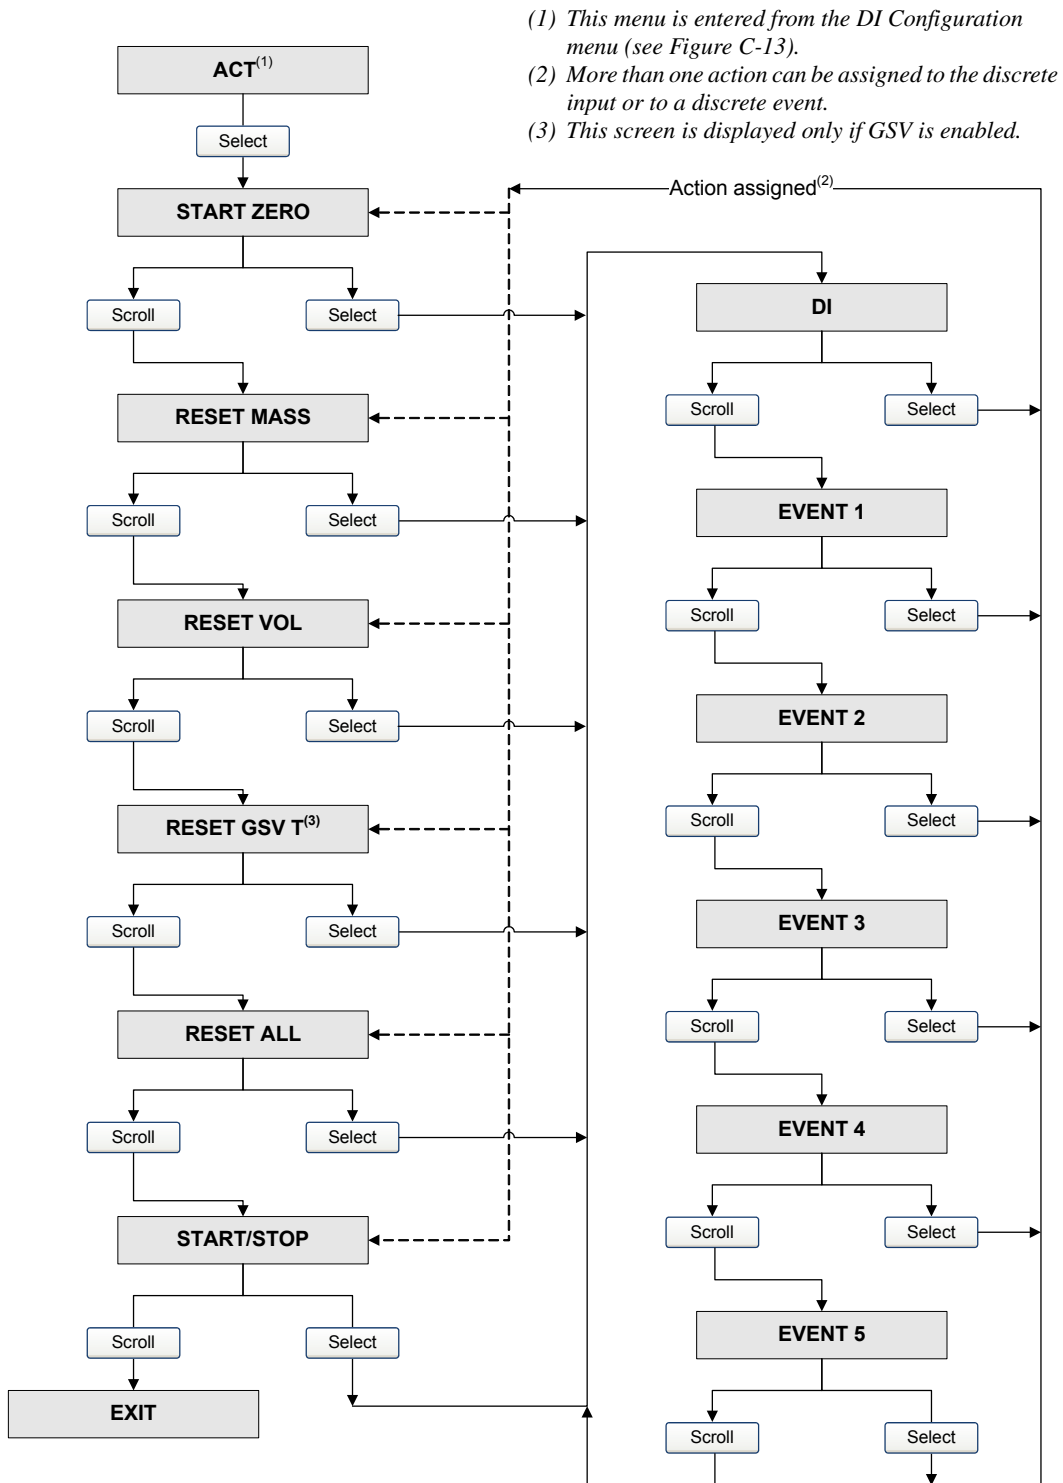 (1) This menu is entered from the DI Configuration
menu (see Figure C-13).
(2) More than one action can be assigned to the discrete
input or to a discrete event.
(3) This screen is displayed only if GSV is enabled.
ACT(1)
Select
START ZERO
Scroll
Select
RESET MASS
Scroll
Select
RESET VOL
Scroll
Select
RESET GSV T(3)
Scroll
Select
RESET ALL
Scroll
Select
START/STOP
Scroll
Select
EXIT
Action assigned(2)
DI
Scroll
Select
EVENT 1
Scroll
Select
EVENT 2
Scroll
Select
EVENT 3
Scroll
Select
EVENT 4
Scroll
Select
EVENT 5
Scroll
Select